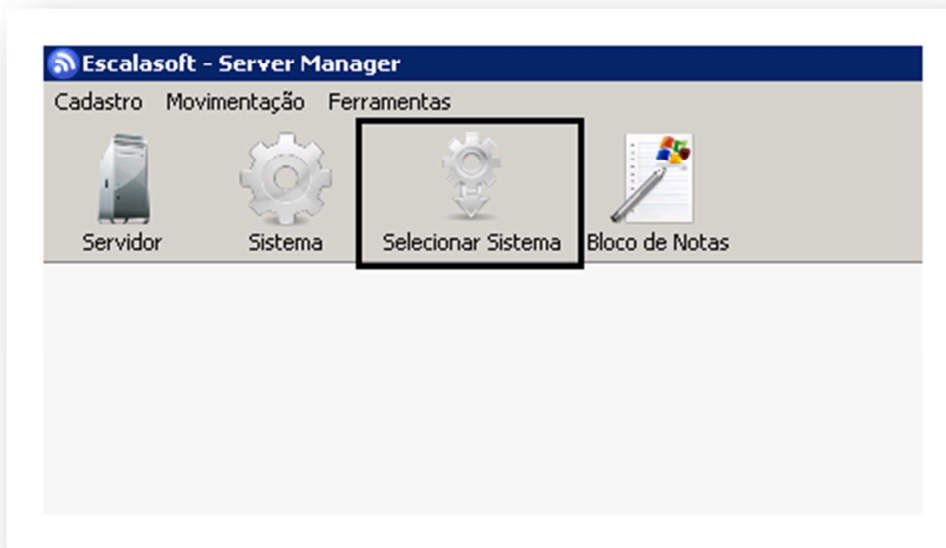 Escalasoft - Server Manager
Cadastro Movimentação Ferramentas
Servidor Sistema Selecionar Sistema Bloco de Notas